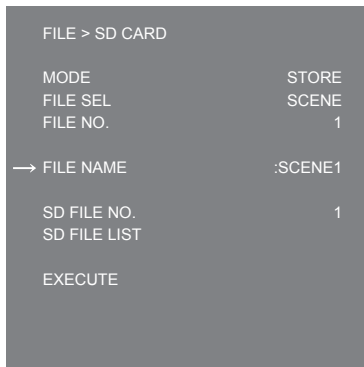 FILE > SD CARD
MODE STORE
FILE SEL SCENE
FILE NO. 1
→ FILE NAME :SCENE1
SD FILE NO. 1
SD FILE LIST
EXECUTE